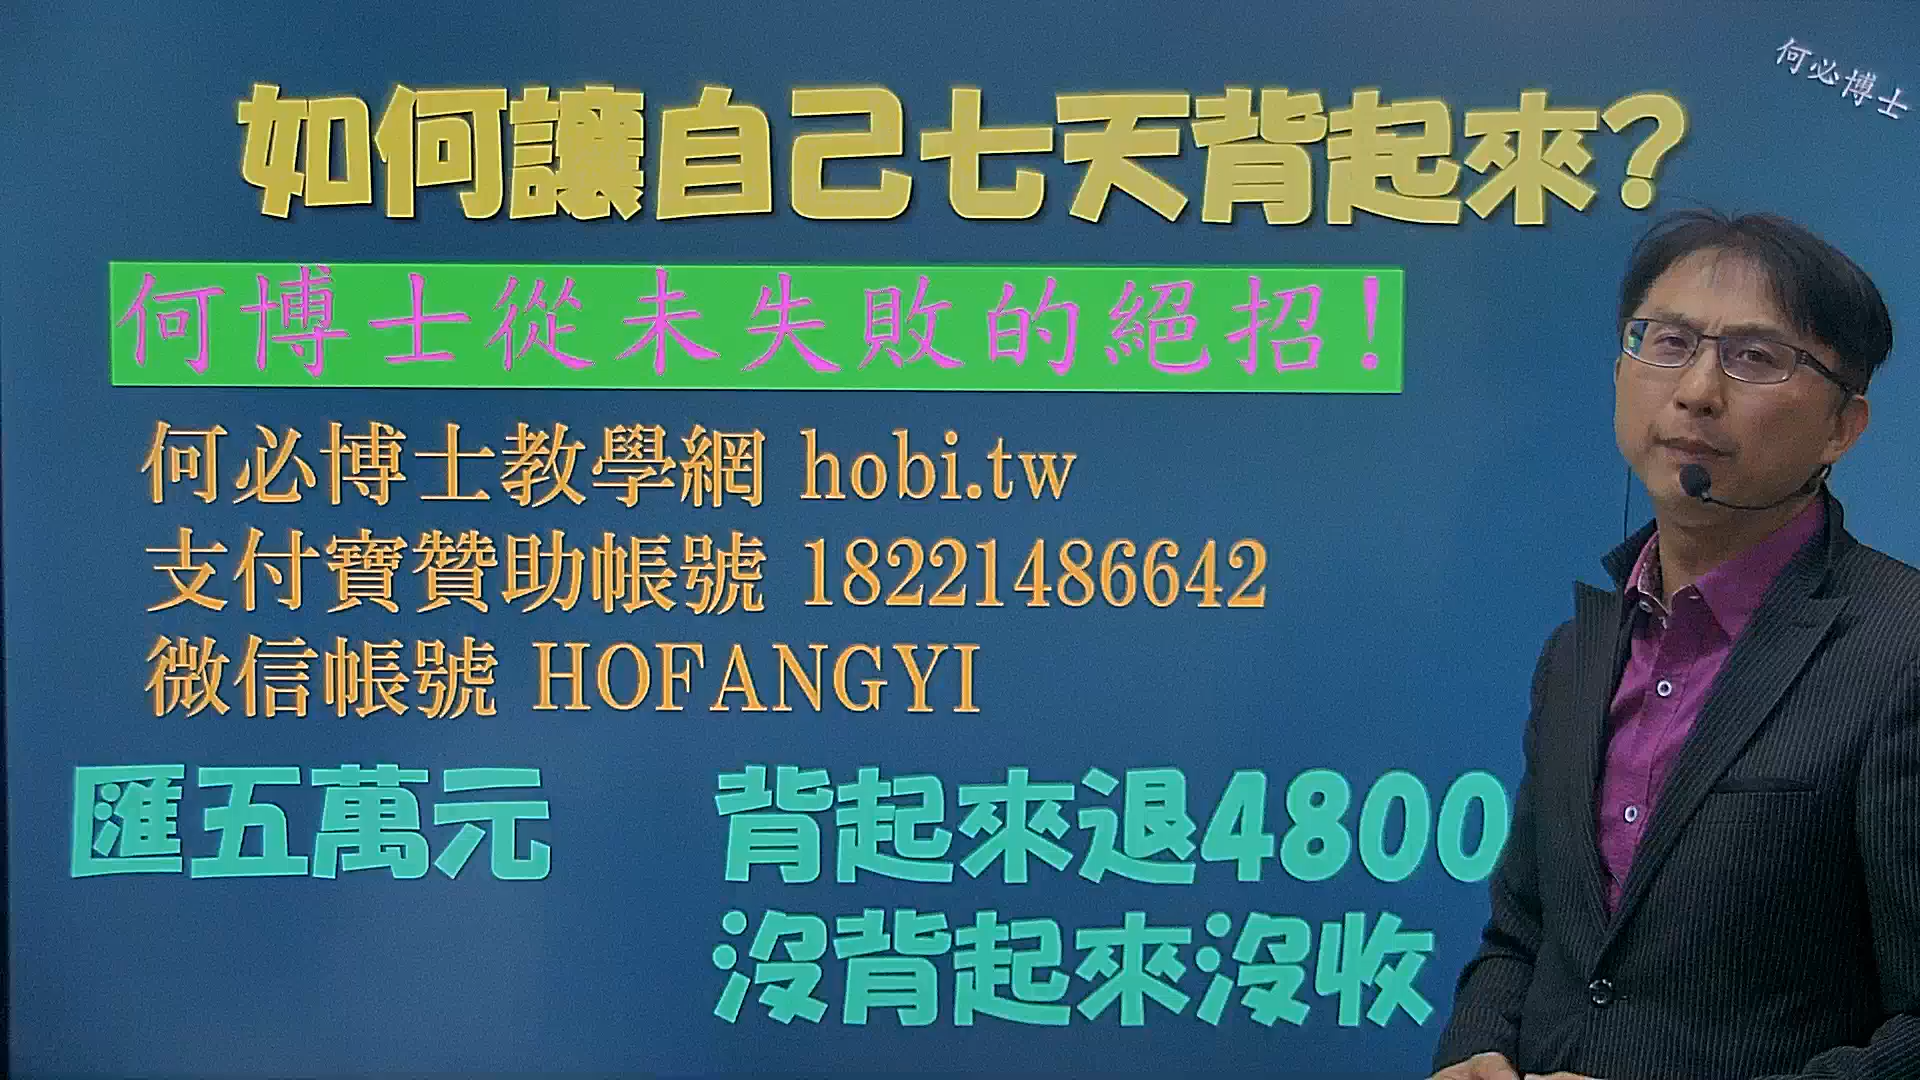 何必博士
如何讓自己七天背起來?
何博士從未失敗的絕招!
何必博士教學網 hobi.tw
支付寶贊助帳號 18221486642
微信帳號 HOFANGYI
匯五萬元 背起來退4800
沒背起來沒收